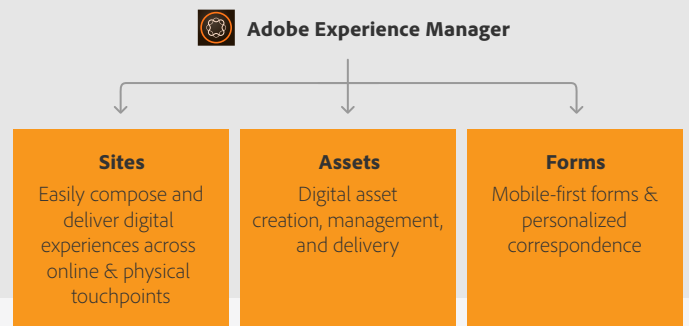 Adobe Experience Manager
Sites
Easily compose and
deliver digital
experiences across
online & physical
touchpoints
Assets
Digital asset
creation, management,
and delivery
Forms
Mobile-first forms &
personalized
correspondence